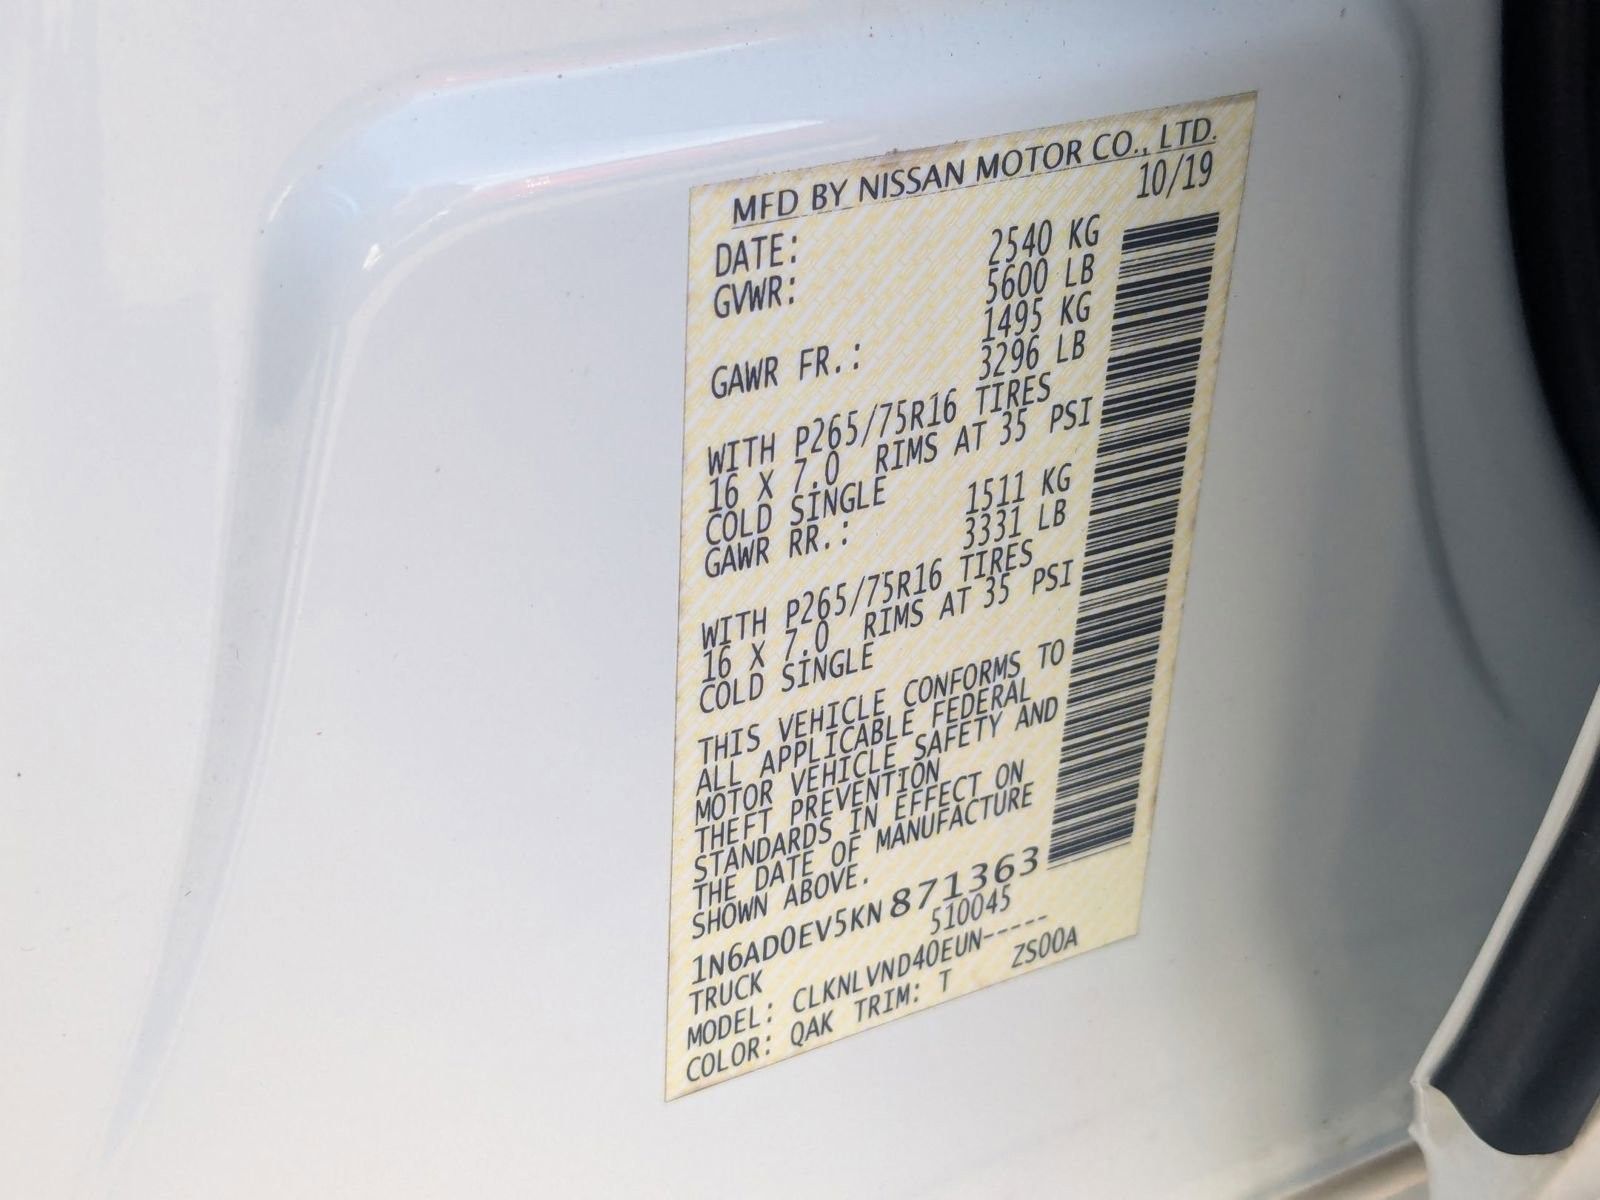 MFD BY NISSAN MOTOR CO., LTD.
DATE: 10/19
GVWR: 2540 KG
5600 LB
GAWR FR.: 1495 KG
3296 LB
WITH P265/75R16 TIRES
16 X 7.0 RIMS AT 35 PSI
COLD SINGLE
GAWR RR.: 1511 KG
3331 LB
WITH P265/75R16 TIRES
16 X 7.0 RIMS AT 35 PSI
COLD SINGLE
THIS VEHICLE CONFORMS TO
ALL APPLICABLE FEDERAL
MOTOR VEHICLE SAFETY AND
THEFT PREVENTION
STANDARDS IN EFFECT ON
THE DATE OF MANUFACTURE
SHOWN ABOVE.
1N6AD0EV5KN871363
TRUCK 510045
MODEL: CLKNLVND40EUN-----
COLOR: QAK TRIM: T ZS00A